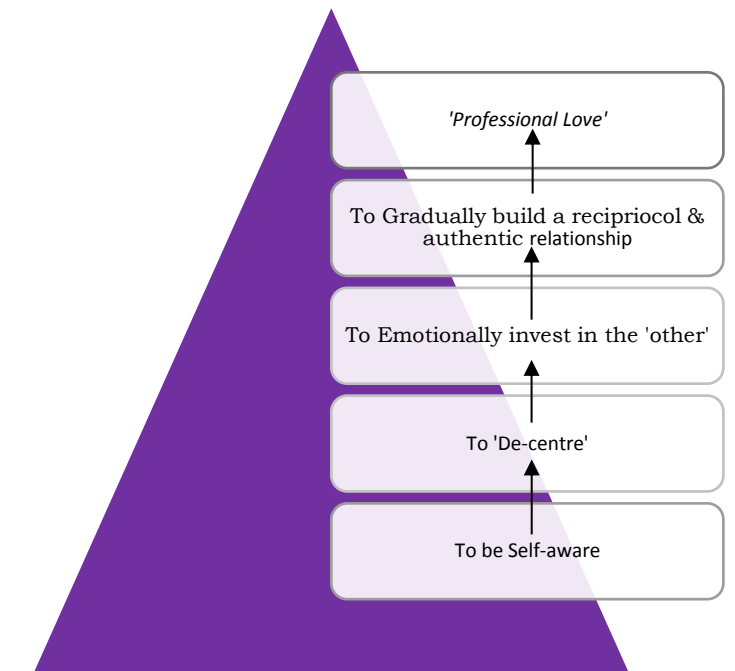 'Professional Love'
To Gradually build a recipriocol &
authentic relationship
To Emotionally invest in the 'other'
To 'De-centre'
To be Self-aware